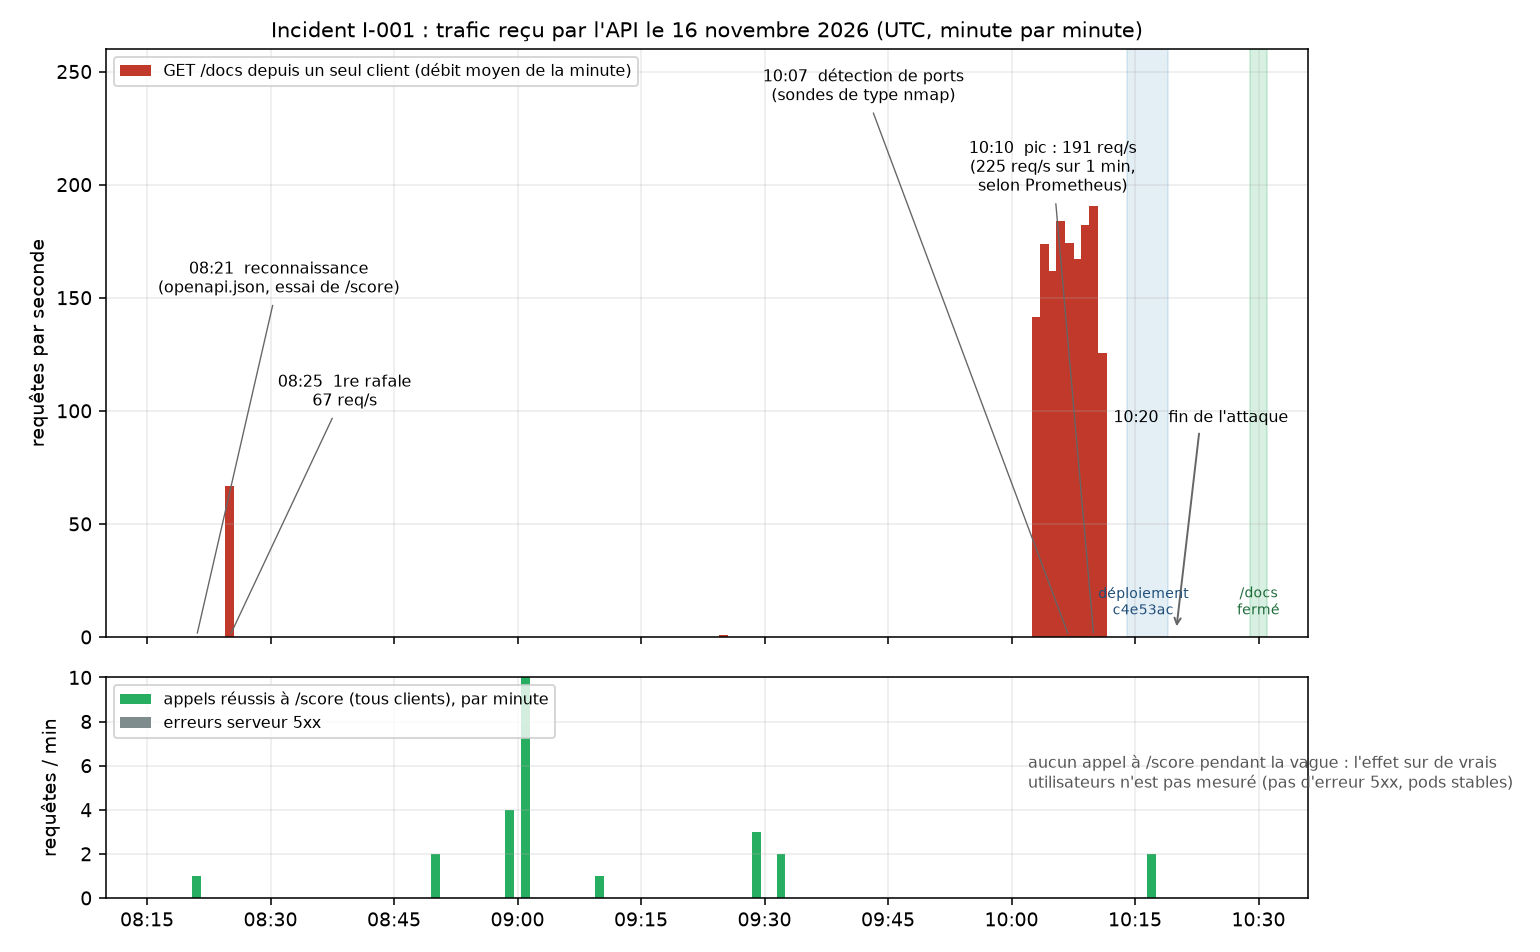 Incident I-001 : trafic reçu par l'API le 16 novembre 2026 (UTC, minute par minute)
GET /docs depuis un seul client (débit moyen de la minute)
10:07  détection de ports
(sondes de type nmap)
10:10  pic : 191 req/s
(225 req/s sur 1 min,
selon Prometheus)
08:21  reconnaissance
(openapi.json, essai de /score)
08:25  1re rafale
67 req/s
10:20  fin de l'attaque
déploiement
c4e53ac
/docs
fermé
requêtes par seconde
250
200
150
100
50
0
appels réussis à /score (tous clients), par minute
erreurs serveur 5xx
aucun appel à /score pendant la vague : l'effet sur de vrais
utilisateurs n'est pas mesuré (pas d'erreur 5xx, pods stables)
requêtes / min
10
8
6
4
2
0
08:15 08:30 08:45 09:00 09:15 09:30 09:45 10:00 10:15 10:30